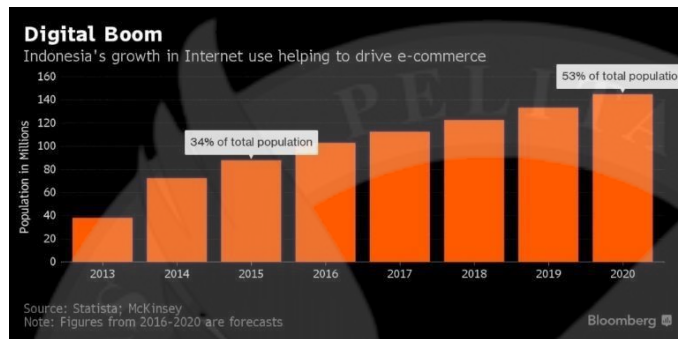 Digital Boom
Indonesia's growth in Internet use helping to drive e-commerce
160
140
120
100
80
60
40
20
0
Population in Millions
34% of total population
53% of total populatio
PELITA
2013 2014 2015 2016 2017 2018 2019 2020
Source: Statista; McKinsey
Note: Figures from 2016-2020 are forecasts
Bloomberg